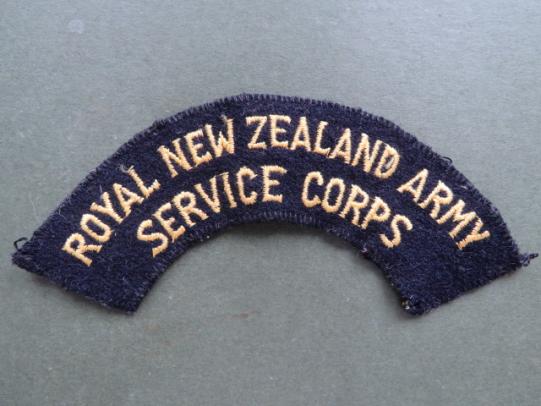 ROYAL NEW ZEALAND ARMY
SERVICE CORPS